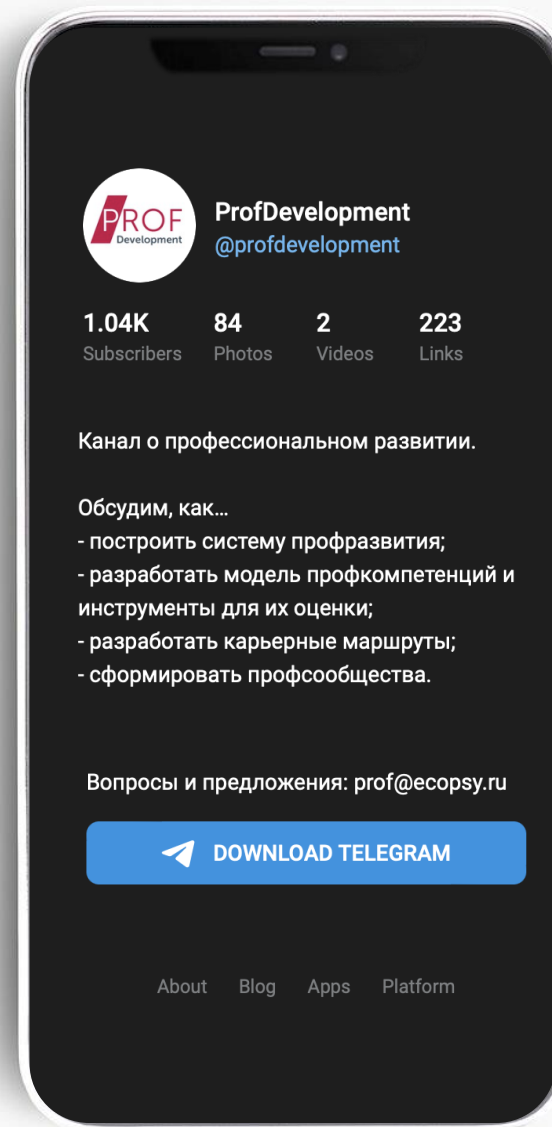 PROF
Development
ProfDevelopment
@profdevelopment
1.04K 84 2 223
Subscribers Photos Videos Links
Канал о профессиональном развитии.
Обсудим, как…
- построить систему профразвития;
- разработать модель профкомпетенций и
инструменты для их оценки;
- разработать карьерные маршруты;
- сформировать профсообщества.
Вопросы и предложения: prof@ecopsy.ru
DOWNLOAD TELEGRAM
About Blog Apps Platform